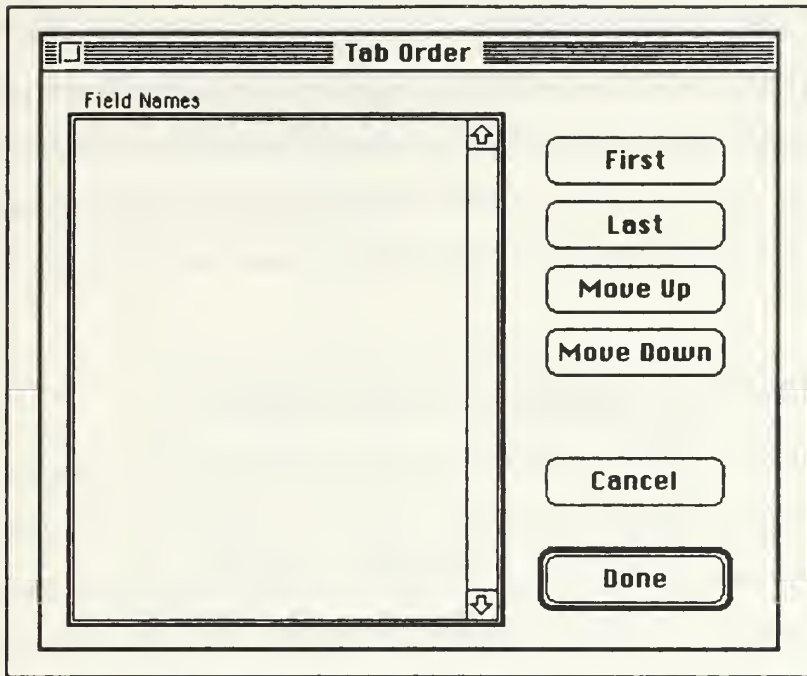 Tab Order
Field Names
First
Last
Move Up
Move Down
Cancel
Done